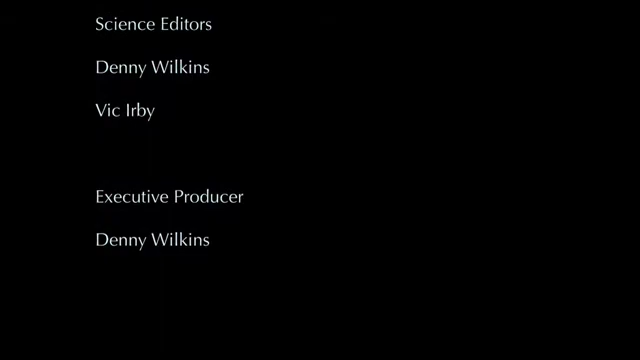 Science Editors
Denny Wilkins
Vic Irby
Executive Producer
Denny Wilkins